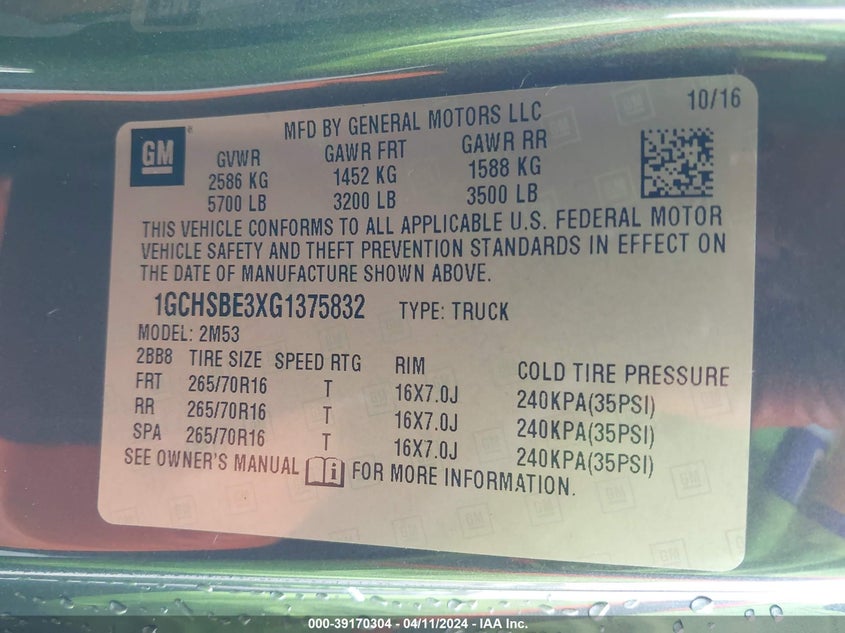 GM
MFD BY GENERAL MOTORS LLC
10/16
GVWR GAWR FRT GAWR RR
2586 KG 1452 KG 1588 KG
5700 LB 3200 LB 3500 LB
THIS VEHICLE CONFORMS TO ALL APPLICABLE U.S. FEDERAL MOTOR
VEHICLE SAFETY AND THEFT PREVENTION STANDARDS IN EFFECT ON
THE DATE OF MANUFACTURE SHOWN ABOVE.
1GCHSBE3XG1375832 TYPE: TRUCK
MODEL: 2M53
2BB8 TIRE SIZE SPEED RTG RIM COLD TIRE PRESSURE
FRT 265/70R16 T 16X7.0J 240KPA(35PSI)
RR 265/70R16 T 16X7.0J 240KPA(35PSI)
SPA 265/70R16 T 16X7.0J 240KPA(35PSI)
SEE OWNER'S MANUAL i FOR MORE INFORMATION.
000-39170304 - 04/11/2024 - IAA Inc.